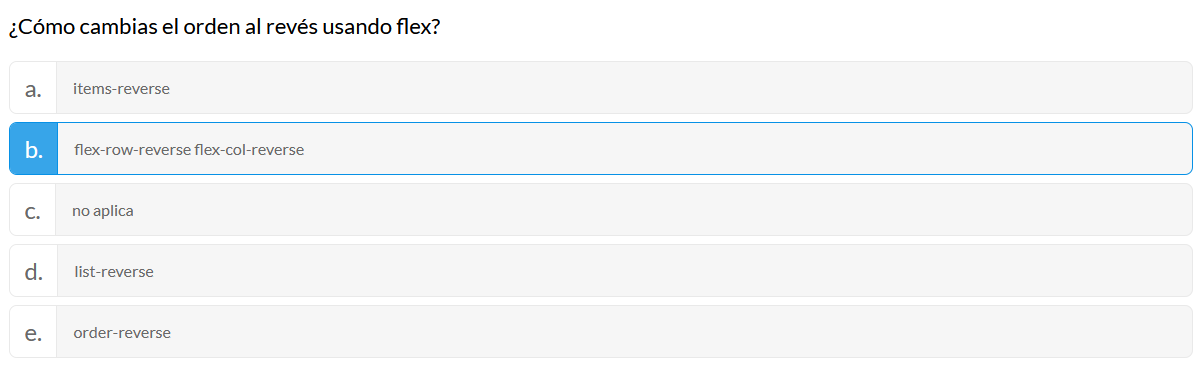 ¿Cómo cambias el orden al revés usando flex?
a. items-reverse
b. flex-row-reverse flex-col-reverse
c. no aplica
d. list-reverse
e. order-reverse